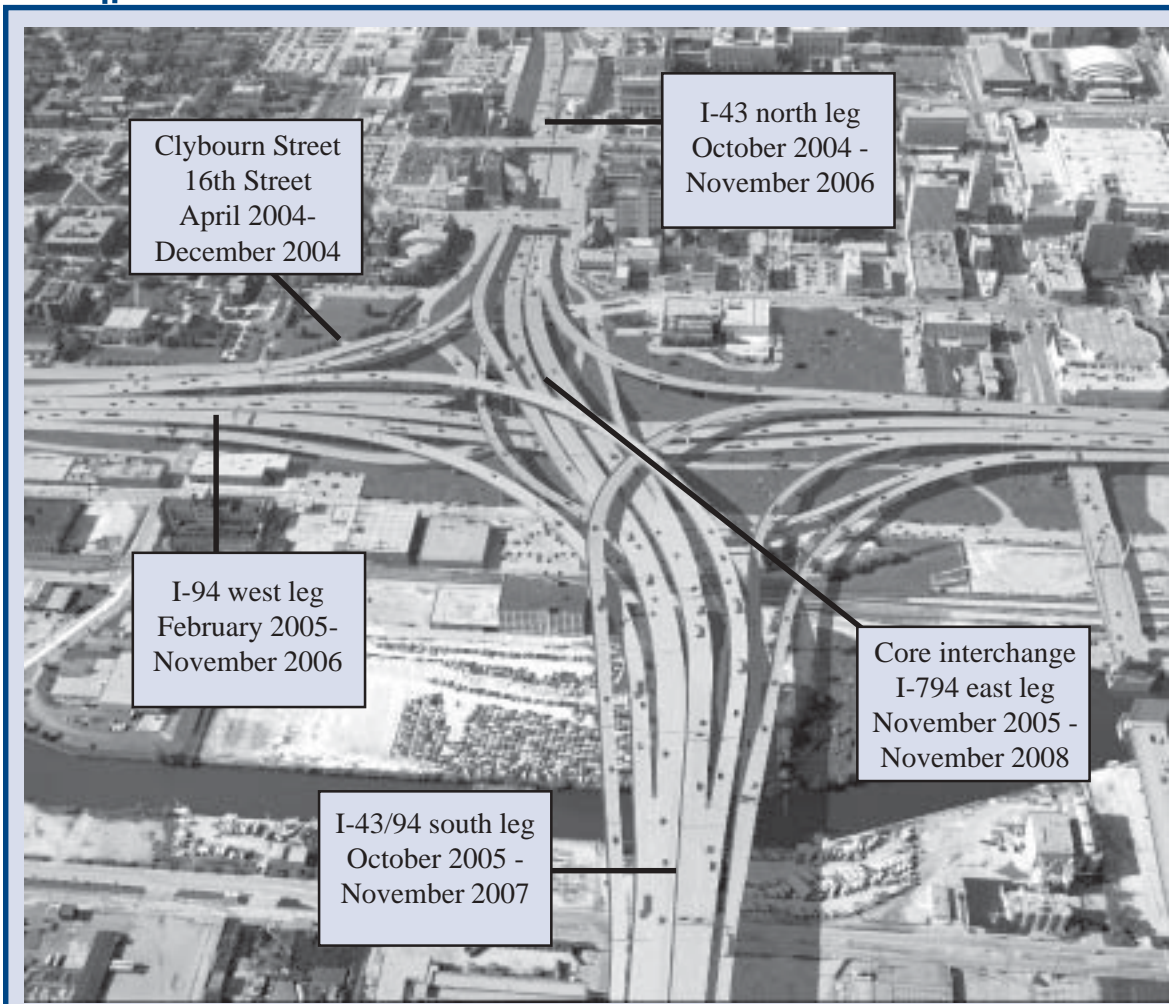 I-43 north leg
October 2004 -
November 2006
Clybourn Street
16th Street
April 2004-
December 2004
I-94 west leg
February 2005-
November 2006
Core interchange
I-794 east leg
November 2005 -
November 2008
I-43/94 south leg
October 2005 -
November 2007